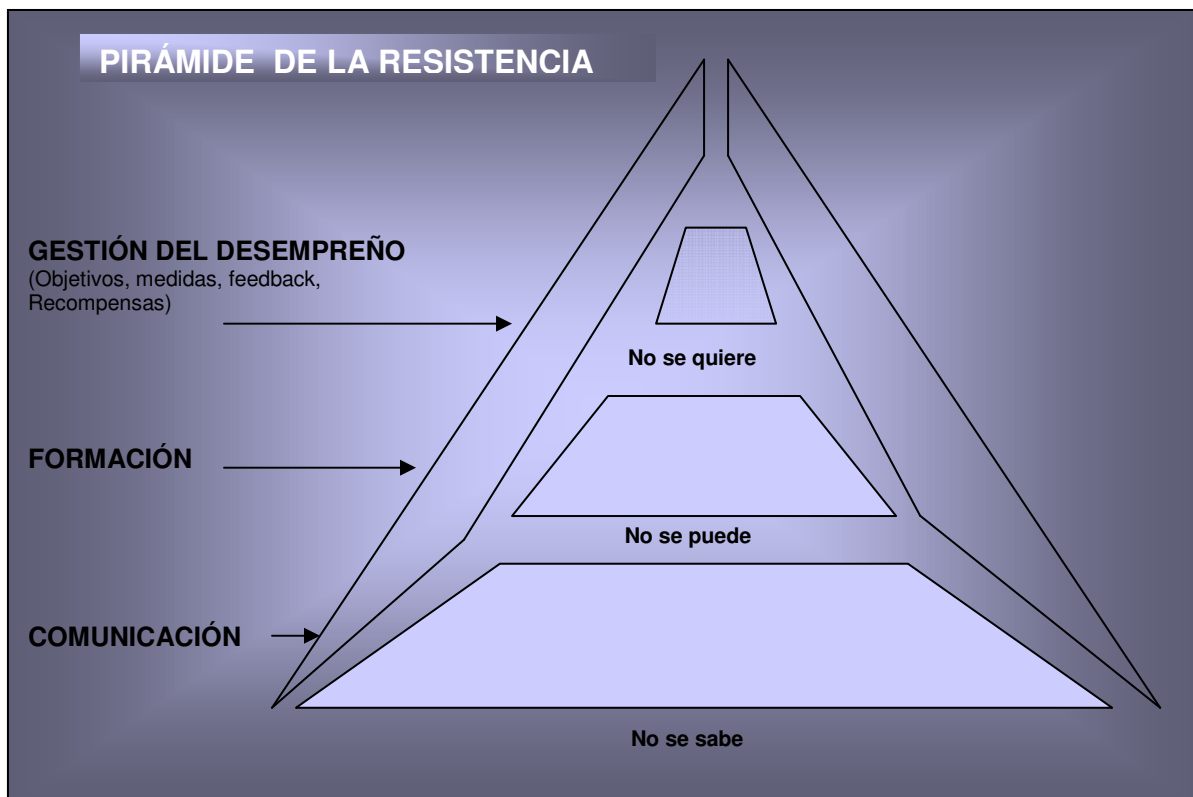 PIRÁMIDE DE LA RESISTENCIA
GESTIÓN DEL DESEMPREÑO
(Objetivos, medidas, feedback,
Recompensas)
No se quiere
FORMACIÓN
No se puede
COMUNICACIÓN
No se sabe